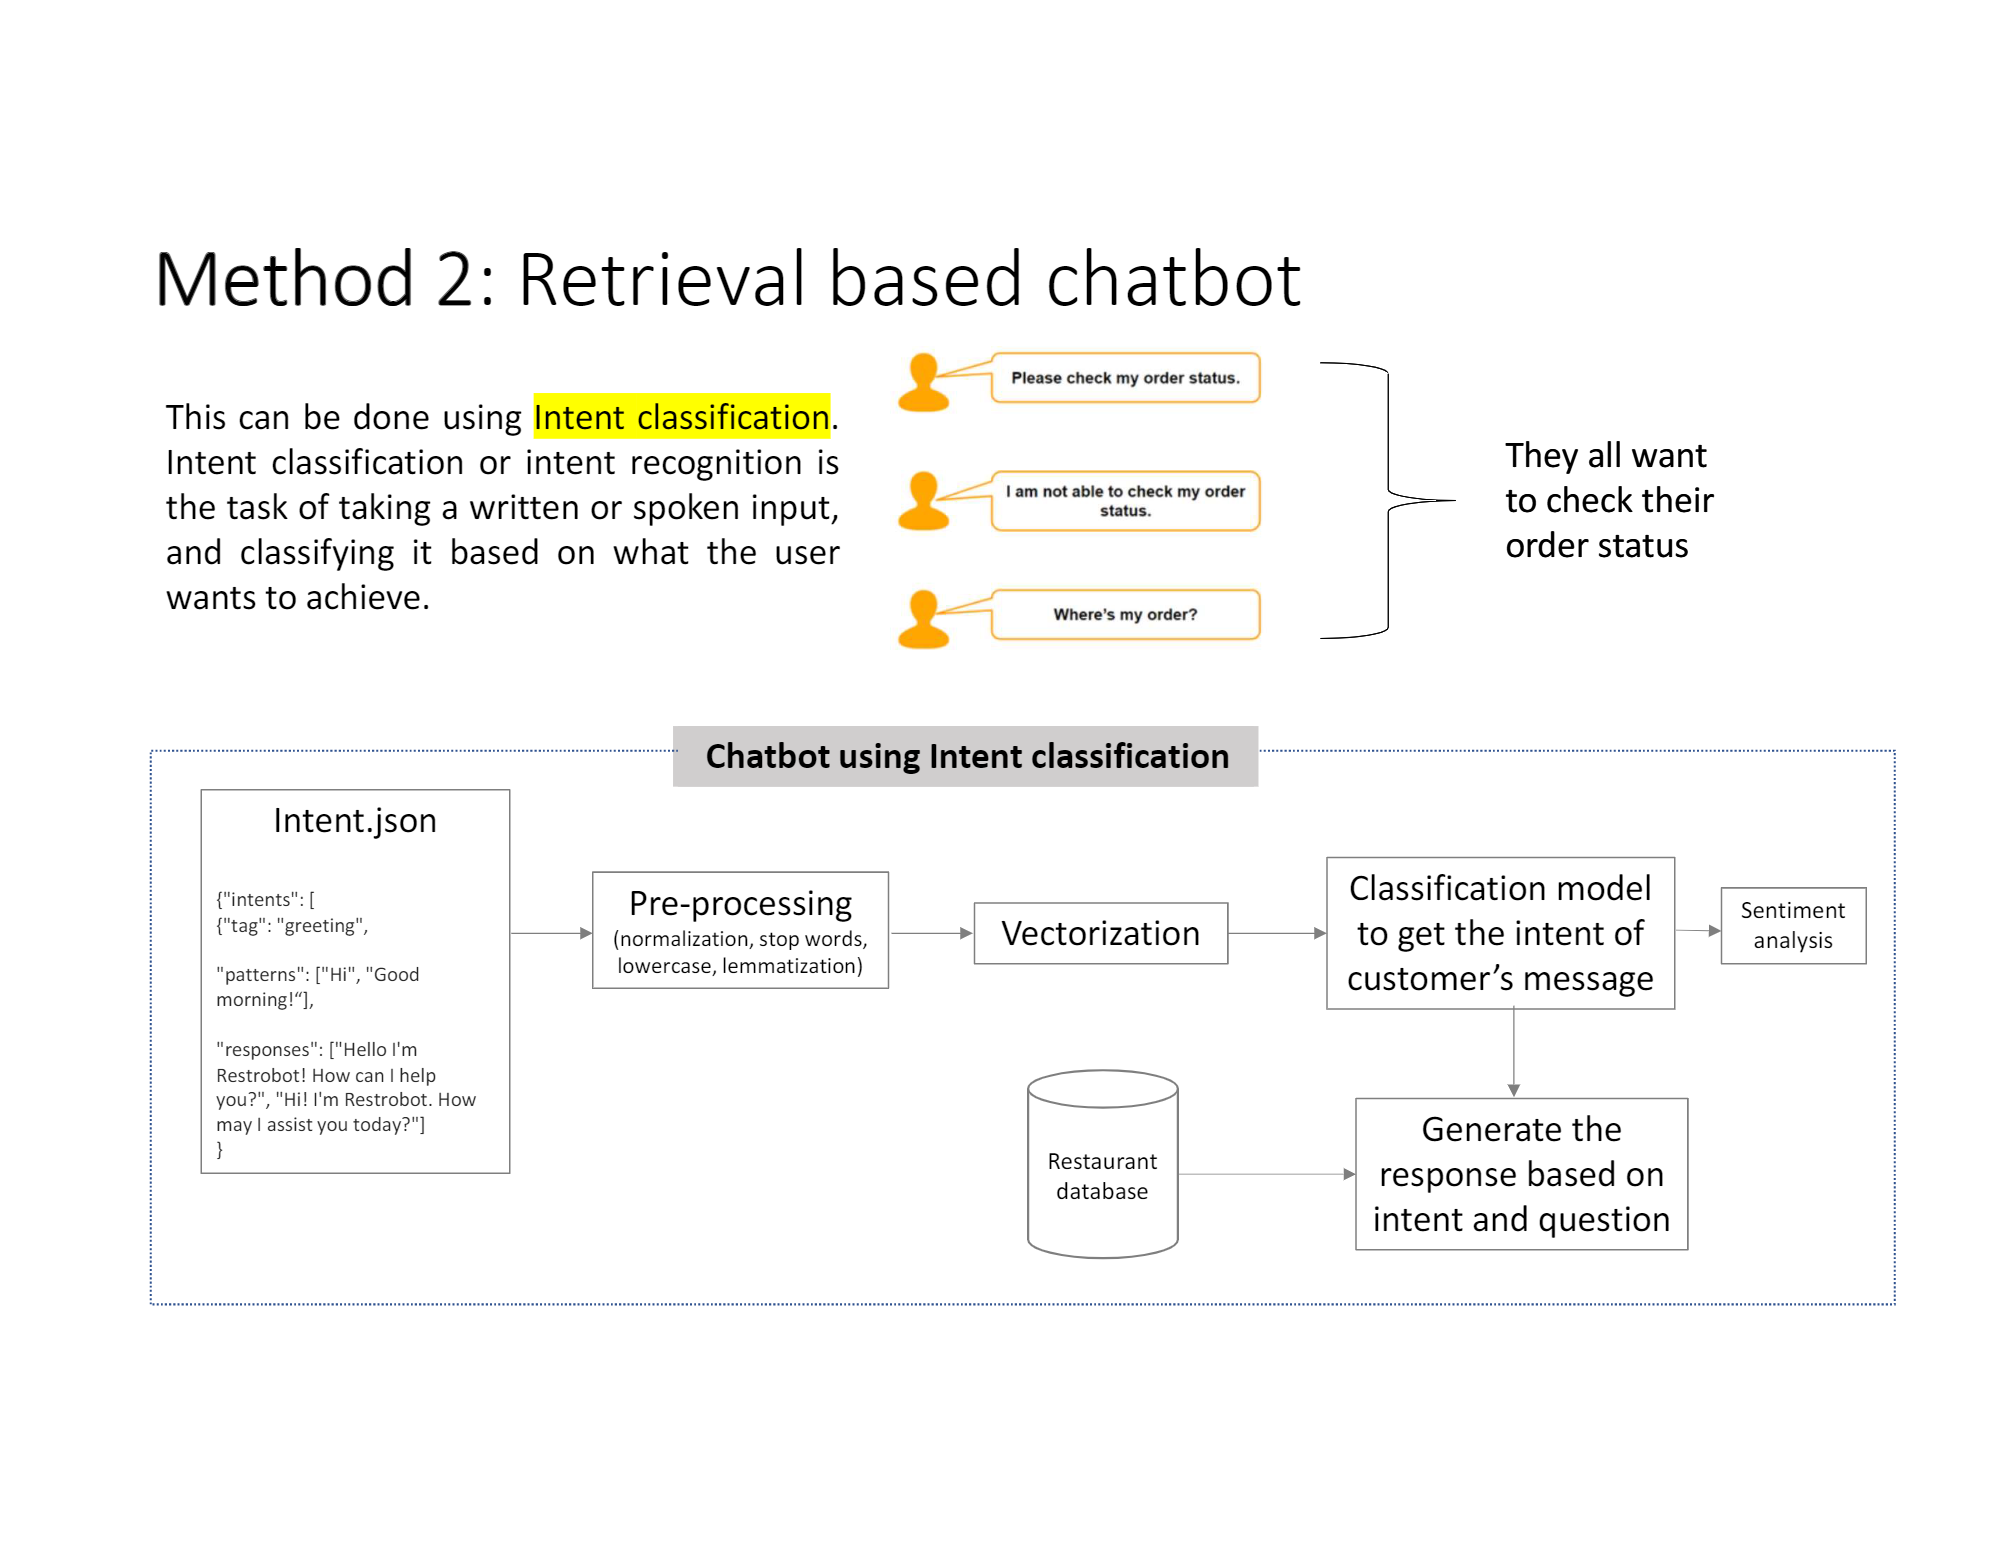 Method 2: Retrieval based chatbot
This can be done using Intent classification.
Intent classification or intent recognition is
the task of taking a written or spoken input,
and classifying it based on what the user
wants to achieve.
Please check my order status.
I am not able to check my order
status.
Where's my order?
They all want
to check their
order status
Chatbot using Intent classification
Intent.json
{"intents": [
{"tag": "greeting",
"patterns": ["Hi", "Good
morning!“],
"responses": ["Hello I'm
Restrobot! How can I help
you?", "Hi! I'm Restrobot. How
may I assist you today?"]
}
Pre-processing
(normalization, stop words,
lowercase, lemmatization)
Vectorization
Classification model
to get the intent of
customer’s message
Sentiment
analysis
Restaurant
database
Generate the
response based on
intent and question